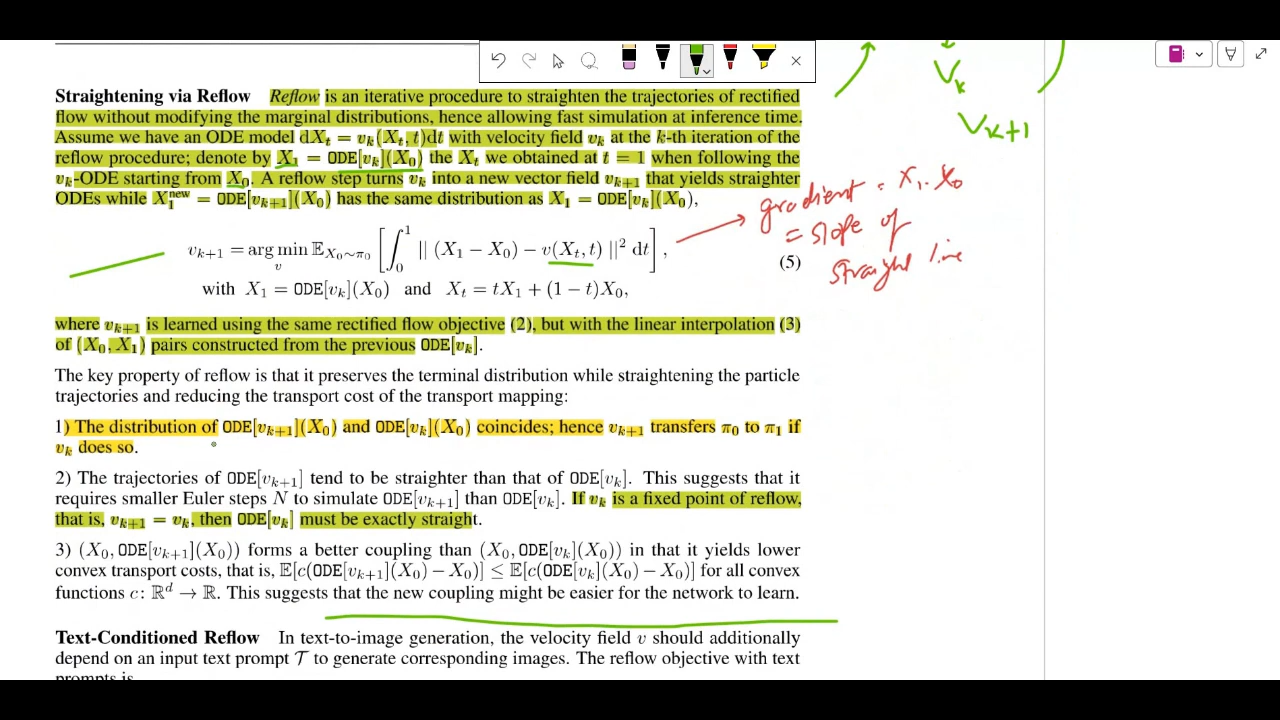 V_k
V_{k+1}
Straightening via Reflow Reflow is an iterative procedure to straighten the trajectories of rectified
flow without modifying the marginal distributions, hence allowing fast simulation at inference time.
Assume we have an ODE model dX_t = v_k(X_t, t)dt with velocity field v_k at the k-th iteration of the
reflow procedure; denote by X_1 = ODE[v_k](X_0) the X_t we obtained at t = 1 when following the
v_k-ODE starting from X_0. A reflow step turns v_k into a new vector field v_{k+1} that yields straighter
ODEs while X_1^{new} = ODE[v_{k+1}](X_0) has the same distribution as X_1 = ODE[v_k](X_0),
gradient = X_1 - X_0
= slope of
straight line
v_{k+1} = arg min_v 𝔼_{X_0∼π_0} [∫_0^1 || (X_1 − X_0) − v(X_t, t) ||^2 dt],
(5)
with X_1 = ODE[v_k](X_0) and X_t = tX_1 + (1 − t)X_0,
where v_{k+1} is learned using the same rectified flow objective (2), but with the linear interpolation (3)
of (X_0, X_1) pairs constructed from the previous ODE[v_k].
The key property of reflow is that it preserves the terminal distribution while straightening the particle
trajectories and reducing the transport cost of the transport mapping:
1) The distribution of ODE[v_{k+1}](X_0) and ODE[v_k](X_0) coincides; hence v_{k+1} transfers π_0 to π_1 if
v_k does so.
2) The trajectories of ODE[v_{k+1}] tend to be straighter than that of ODE[v_k]. This suggests that it
requires smaller Euler steps N to simulate ODE[v_{k+1}] than ODE[v_k]. If v_k is a fixed point of reflow,
that is, v_{k+1} = v_k, then ODE[v_k] must be exactly straight.
3) (X_0, ODE[v_{k+1}](X_0)) forms a better coupling than (X_0, ODE[v_k](X_0)) in that it yields lower
convex transport costs, that is, 𝔼[c(ODE[v_{k+1}](X_0) − X_0)] ≤ 𝔼[c(ODE[v_k](X_0) − X_0)] for all convex
functions c: ℝ^d → ℝ. This suggests that the new coupling might be easier for the network to learn.
Text-Conditioned Reflow In text-to-image generation, the velocity field v should additionally
depend on an input text prompt 𝒯 to generate corresponding images. The reflow objective with text
prompts is